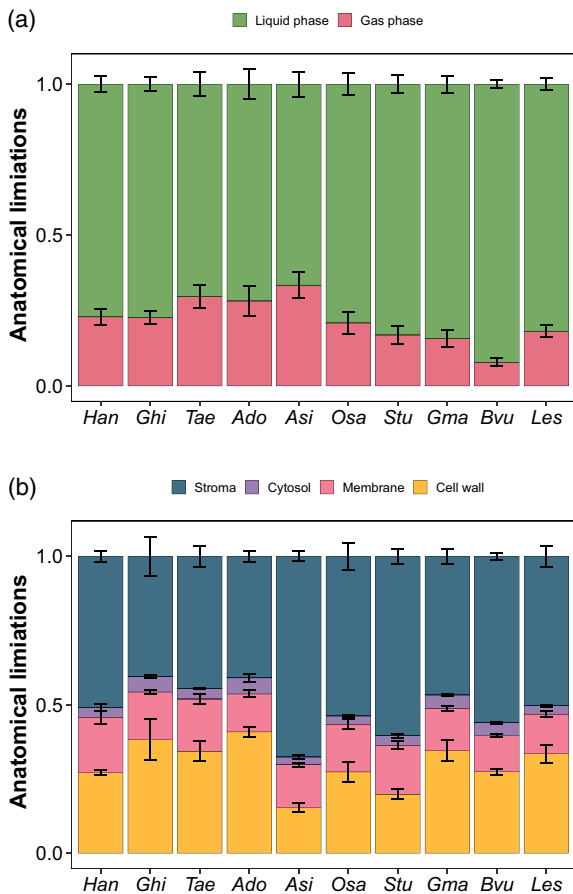 (a)
Liquid phase Gas phase
Anatomical limiations
1.0
0.5
0.0
Han Ghi Tae Ado Asi Osa Stu Gma Bvu Les
(b)
Stroma Cytosol Membrane Cell wall
Anatomical limiations
1.0
0.5
0.0
Han Ghi Tae Ado Asi Osa Stu Gma Bvu Les